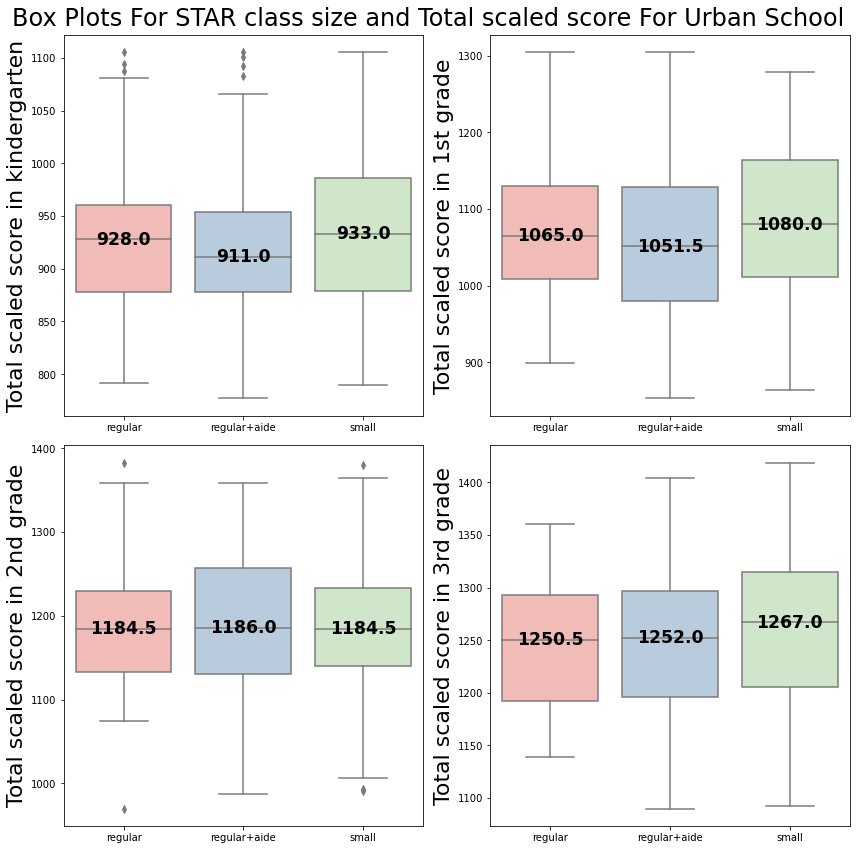 Box Plots For STAR class size and Total scaled score For Urban School
Total scaled score in kindergarten
1100
1050
1000
950
900
850
800
928.0
911.0
933.0
regular
regular+aide
small
Total scaled score in 1st grade
1300
1200
1100
1000
900
1065.0
1051.5
1080.0
regular
regular+aide
small
Total scaled score in 2nd grade
1400
1300
1200
1100
1000
1184.5
1186.0
1184.5
regular
regular+aide
small
Total scaled score in 3rd grade
1400
1350
1300
1250
1200
1150
1100
1250.5
1252.0
1267.0
regular
regular+aide
small